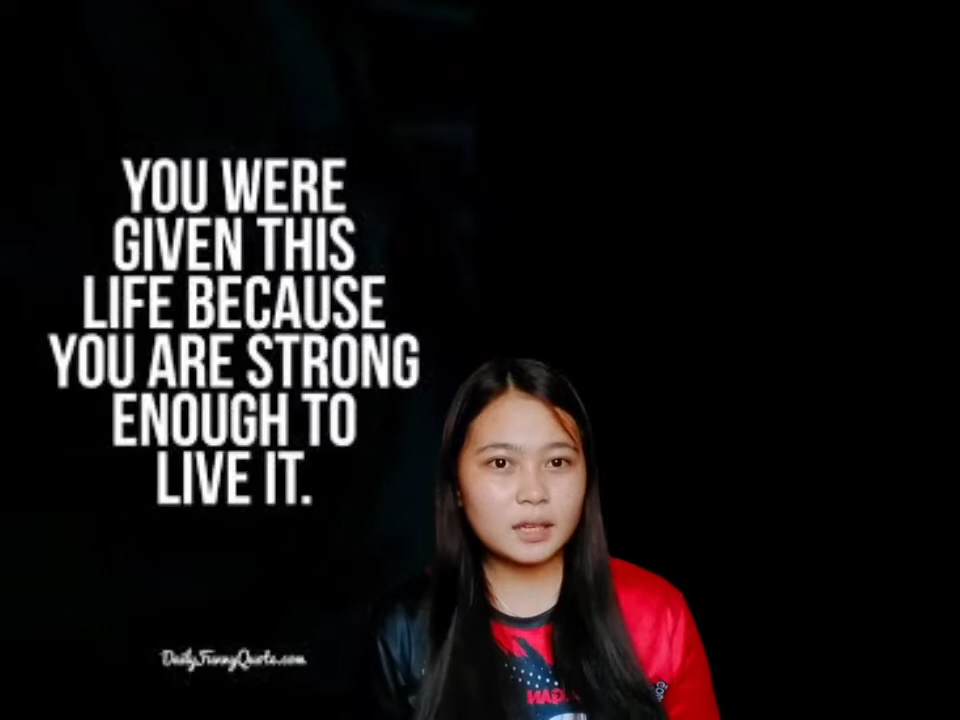 YOU WERE
GIVEN THIS
LIFE BECAUSE
YOU ARE STRONG
ENOUGH TO
LIVE IT.
DailyFunnyQuote.com